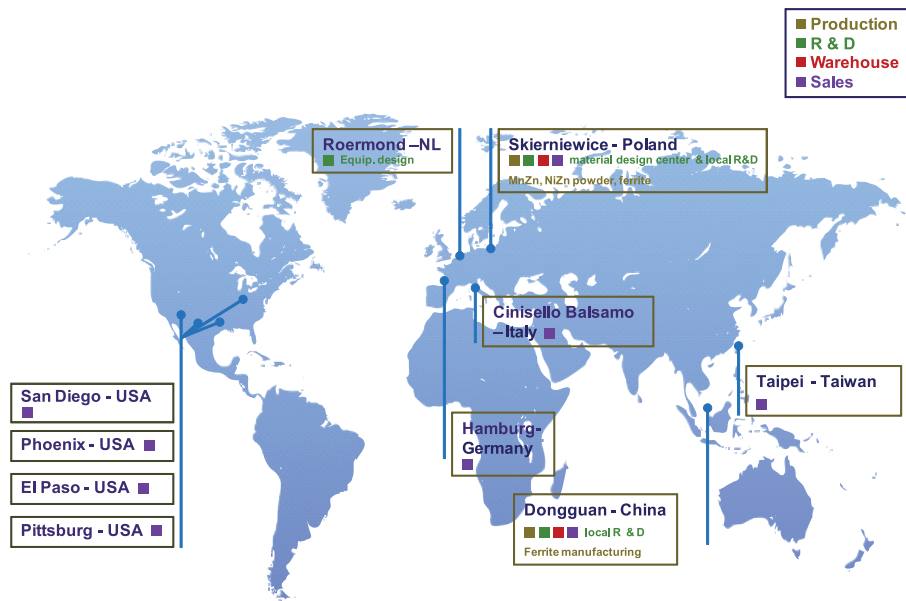 Production
R & D
Warehouse
Sales
Roermond –NL
Equip. design
Skierniewice - Poland
material design center & local R&D
MnZn, NiZn powder, ferrite
Cinisello Balsamo
–Italy
San Diego - USA
Phoenix - USA
El Paso - USA
Pittsburg - USA
Hamburg-
Germany
Taipei - Taiwan
Dongguan - China
local R & D
Ferrite manufacturing